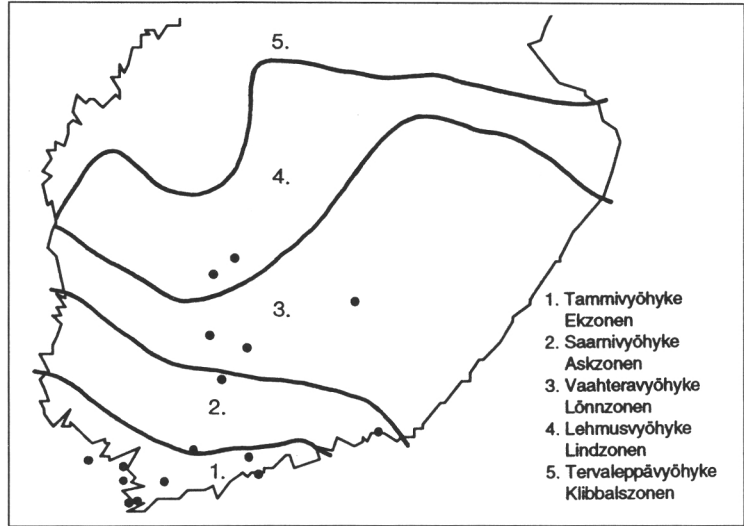 5.
4.
3.
2.
1.
1. Tammivyöhyke
Ekzonen
2. Saarnivyöhyke
Askzonen
3. Vaahteravyöhyke
Lönnzonen
4. Lehmusvyöhyke
Lindzonen
5. Tervaleppävyöhyke
Klibbalszonen